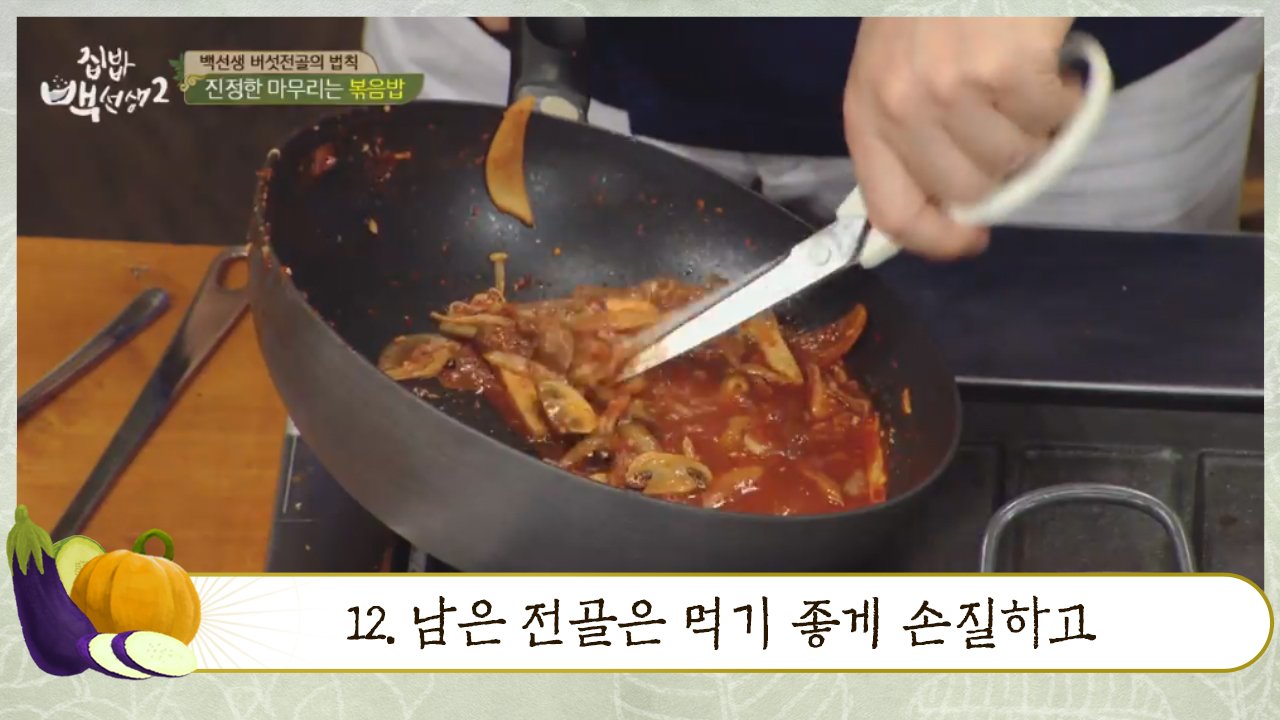 집밥
백선생2
백선생 버섯전골의 법칙
진정한 마무리는 볶음밥
12. 남은 전골은 먹기 좋게 손질하고